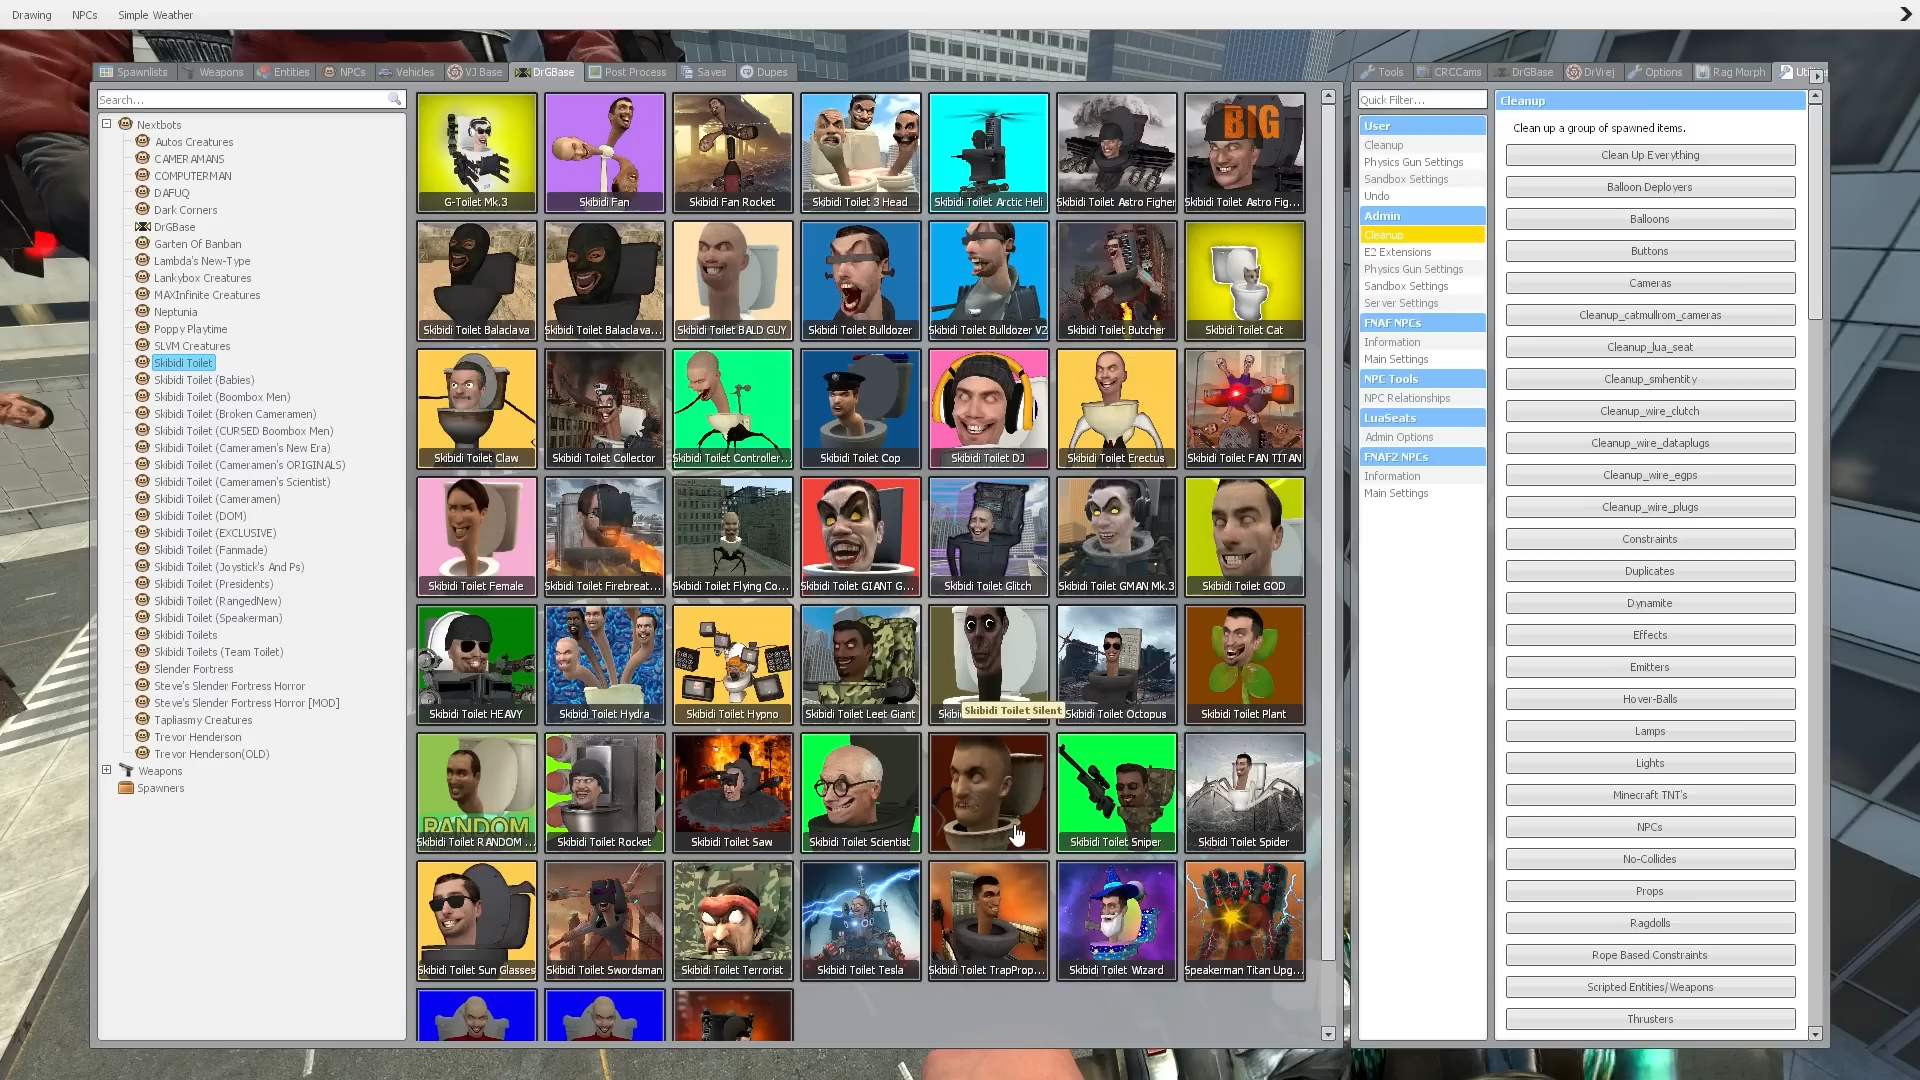 Drawing NPCs Simple Weather
Spawnlists Weapons Entities NPCs Vehicles VJ Base DrGBase Post Process Saves Dupes
Tools CRCCams DrGBase DrVrej Options Rag Morph
Search...
Nextbots
Autos Creatures
CAMERAMANS
COMPUTERMAN
DAFUQ
Dark Corners
DrGBase
Garten Of Banban
Lambda's New-Type
Lankybox Creatures
MAXInfinite Creatures
Neptunia
Poppy Playtime
SLVM Creatures
Skibidi Toilet
Skibidi Toilet (Babies)
Skibidi Toilet (Boombox Men)
Skibidi Toilet (Broken Cameramen)
Skibidi Toilet (CURSED Boombox Men)
Skibidi Toilet (Cameramen's New Era)
Skibidi Toilet (Cameramen's ORIGINALS)
Skibidi Toilet (Cameramen's Scientist)
Skibidi Toilet (Cameramen)
Skibidi Toilet (DOM)
Skibidi Toilet (EXCLUSIVE)
Skibidi Toilet (Fanmade)
Skibidi Toilet (Joystick's And Ps)
Skibidi Toilet (Presidents)
Skibidi Toilet (RangedNew)
Skibidi Toilet (Speakerman)
Skibidi Toilets
Skibidi Toilets (Team Toilet)
Slender Fortress
Steve's Slender Fortress Horror
Steve's Slender Fortress Horror [MOD]
Tapliasmy Creatures
Trevor Henderson
Trevor Henderson(OLD)
Weapons
Spawners
BIG
G-Toilet Mk.3 Skibidi Fan Skibidi Fan Rocket Skibidi Toilet 3 Head Skibidi Toilet Arctic Heli Skibidi Toilet Astro Figher Skibidi Toilet Astro Fig...
Skibidi Toilet Balaclava Skibidi Toilet Balaclava... Skibidi Toilet BALD GUY Skibidi Toilet Bulldozer Skibidi Toilet Bulldozer V2 Skibidi Toilet Butcher Skibidi Toilet Cat
Skibidi Toilet Claw Skibidi Toilet Collector Skibidi Toilet Controller... Skibidi Toilet Cop Skibidi Toilet DJ Skibidi Toilet Erectus Skibidi Toilet FAN TITAN
Skibidi Toilet Female Skibidi Toilet Firebreat... Skibidi Toilet Flying Co... Skibidi Toilet GIANT G... Skibidi Toilet Glitch Skibidi Toilet GMAN Mk.3 Skibidi Toilet GOD
Skibidi Toilet HEAVY Skibidi Toilet Hydra Skibidi Toilet Hypno Skibidi Toilet Leet Giant Skibidi Toilet Silent Skibidi Toilet Octopus Skibidi Toilet Plant
RANDOM
Skibidi Toilet RANDOM ... Skibidi Toilet Rocket Skibidi Toilet Saw Skibidi Toilet Scientist Skibidi Toilet Sniper Skibidi Toilet Spider
Skibidi Toilet Sun Glasses Skibidi Toilet Swordsman Skibidi Toilet Terrorist Skibidi Toilet Tesla Skibidi Toilet TrapProp... Skibidi Toilet Wizard Speakerman Titan Upg...
Quick Filter...
User
Cleanup
Physics Gun Settings
Sandbox Settings
Undo
Admin
Cleanup
E2 Extensions
Physics Gun Settings
Sandbox Settings
Server Settings
FNAF NPCs
Information
Main Settings
NPC Tools
NPC Relationships
LuaSeats
Admin Options
FNAF2 NPCs
Information
Main Settings
Cleanup
Clean up a group of spawned items.
Clean Up Everything
Balloon Deployers
Balloons
Buttons
Cameras
Cleanup_catmullrom_cameras
Cleanup_lua_seat
Cleanup_smhentity
Cleanup_wire_clutch
Cleanup_wire_dataplugs
Cleanup_wire_egps
Cleanup_wire_plugs
Constraints
Duplicates
Dynamite
Effects
Emitters
Hover-Balls
Lamps
Lights
Minecraft TNT's
NPCs
No-Collides
Props
Ragdolls
Rope Based Constraints
Scripted Entities/Weapons
Thrusters